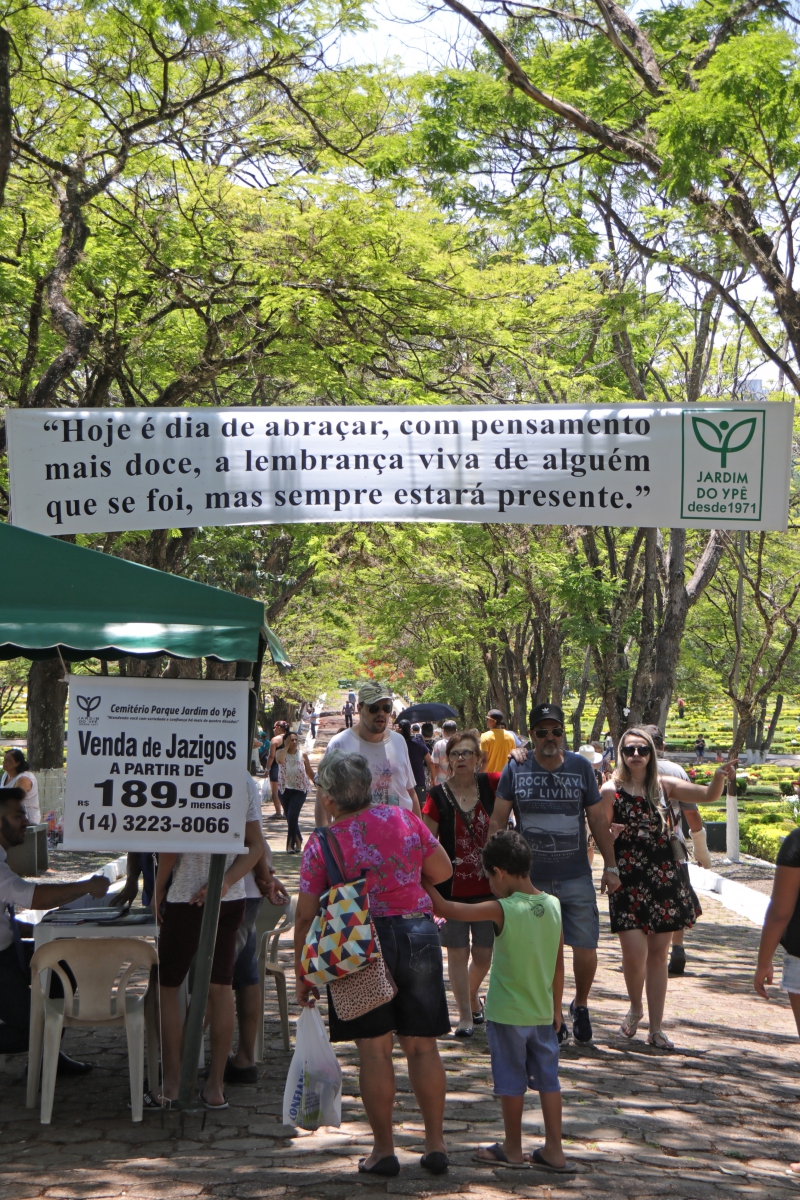 “Hoje é dia de abraçar, com pensamento
mais doce, a lembrança viva de alguém
que se foi, mas sempre estará presente.”
JARDIM
DO YPÊ
desde1971
Cemitério Parque Jardim do Ypê
Venda de Jazigos
A PARTIR DE
R$ 189,00 mensais
(14) 3223-8066
ROCK WAY
OF LIVING
CONFIANÇA